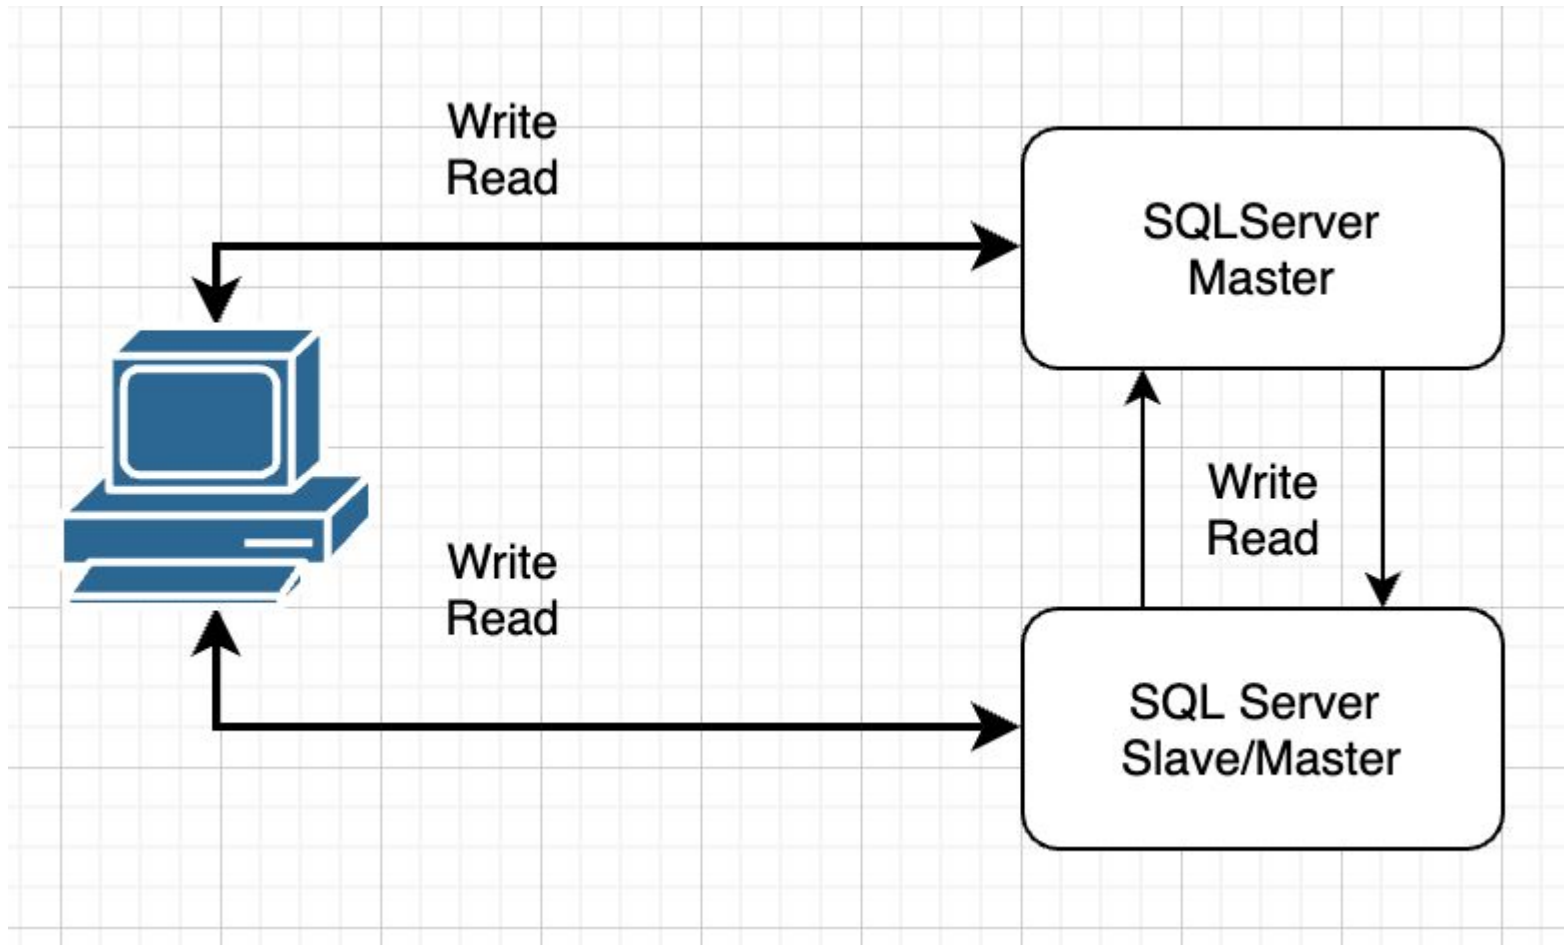 Write
Read
SQLServer
Master
Write
Read
Write
Read
SQL Server
Slave/Master